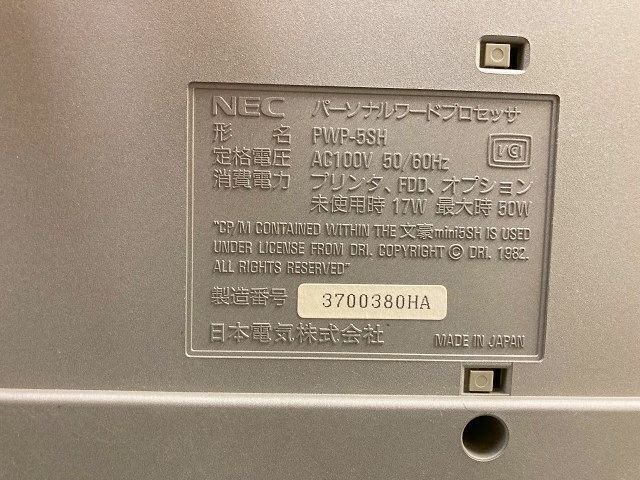 NEC パーソナルワードプロセッサ
形 名 PWP-5SH
定格電圧 AC100V 50/60Hz
消費電力 プリンタ、FDD、オプション
未使用時 17W 最大時 50W
"CP/M CONTAINED WITHIN THE 文豪mini5SH IS USED
UNDER LICENSE FROM DRI. COPYRIGHT © DRI. 1982.
ALL RIGHTS RESERVED"
製造番号 3700380HA
日本電気株式会社 MADE IN JAPAN